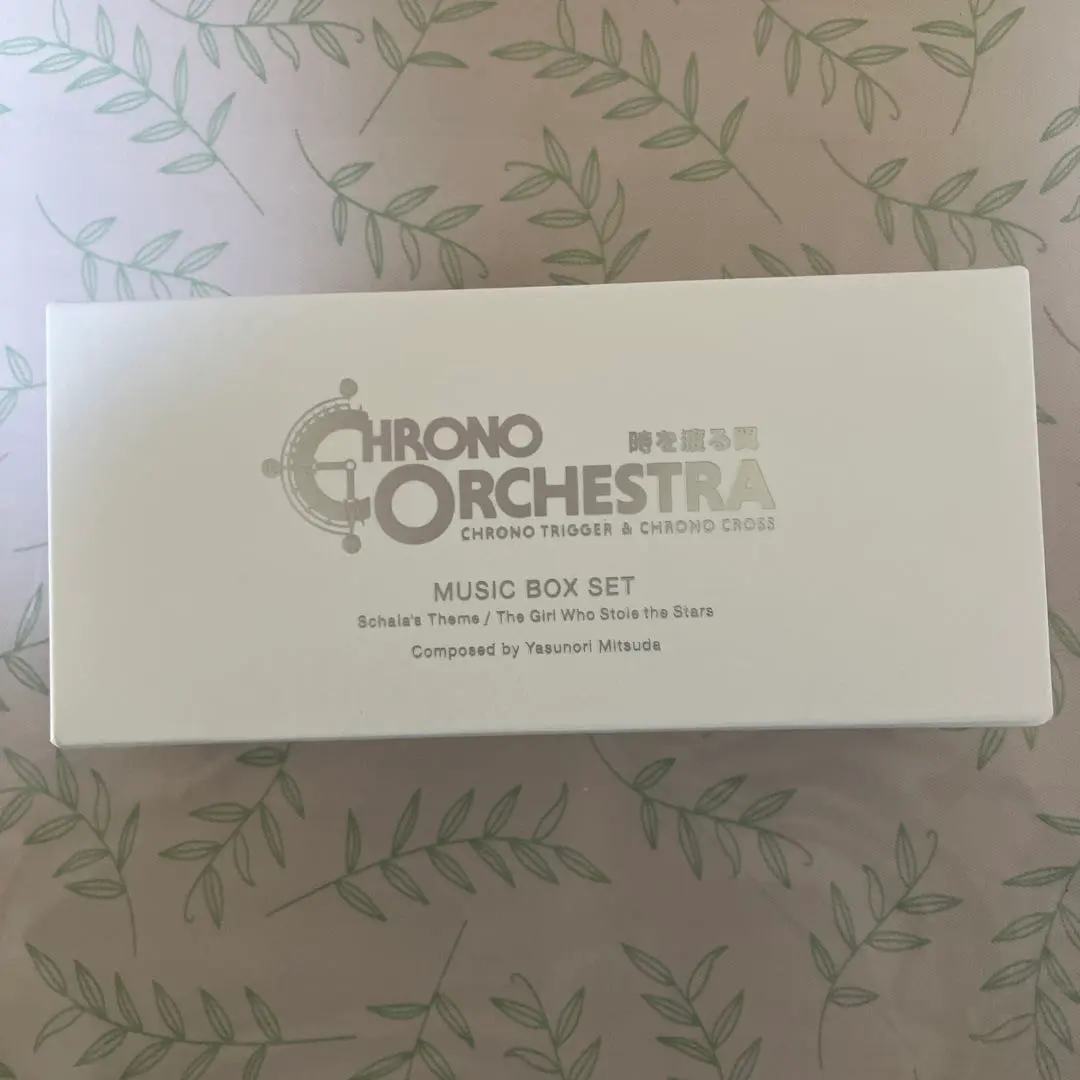 CHRONO
時を渡る翼
ORCHESTRA
CHRONO TRIGGER & CHRONO CROSS
MUSIC BOX SET
Schala's Theme / The Girl Who Stole the Stars
Composed by Yasunori Mitsuda